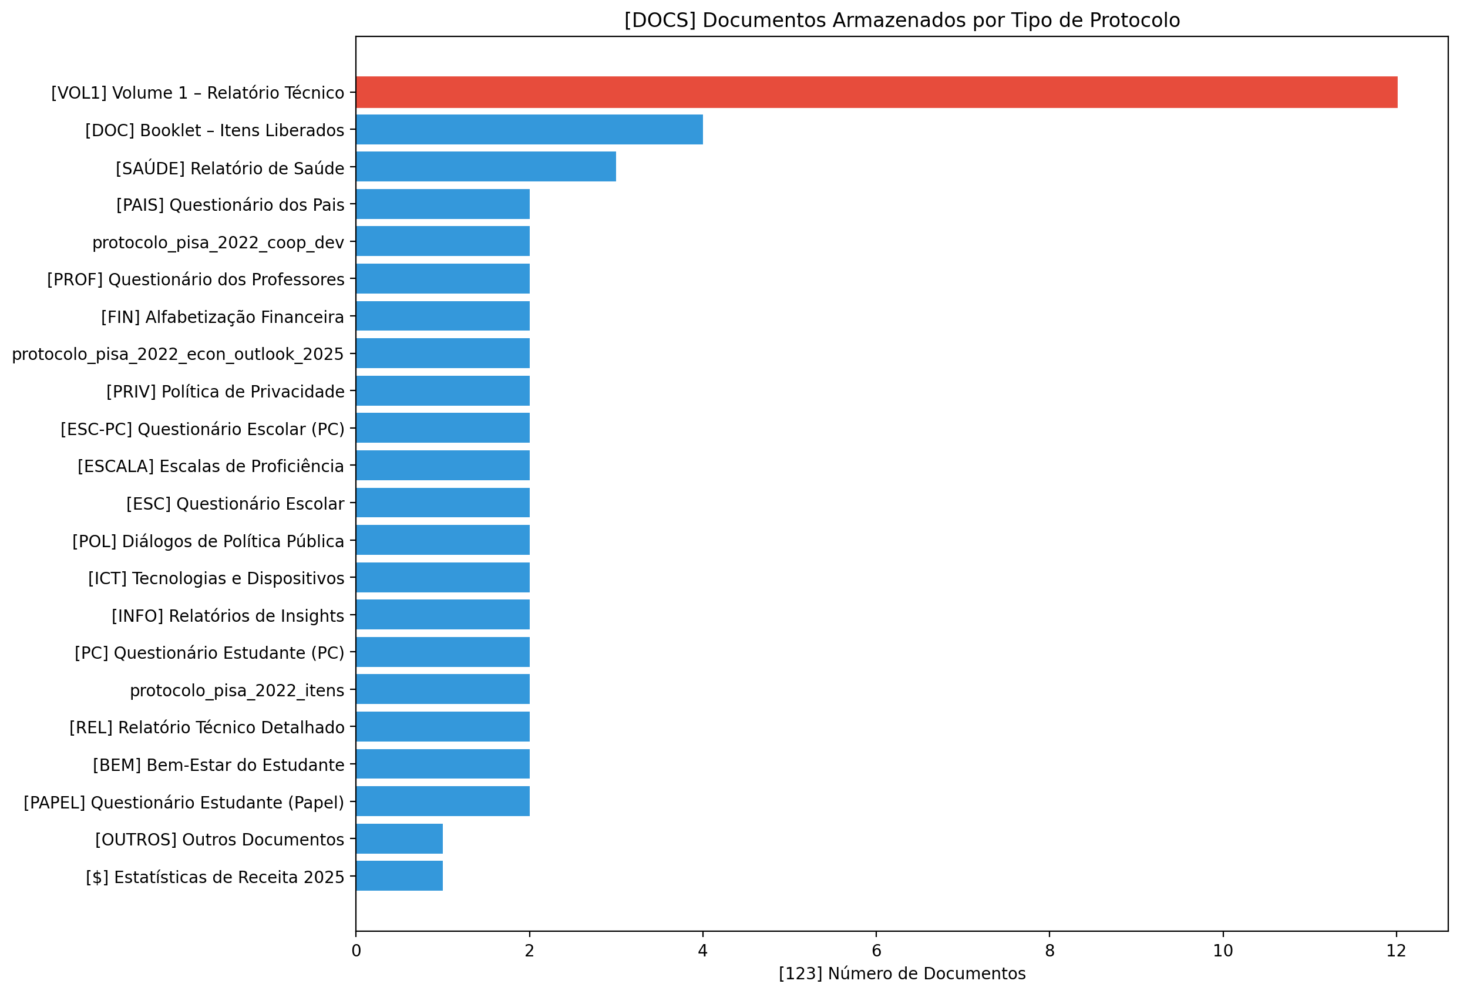 [DOCS] Documentos Armazenados por Tipo de Protocolo
[VOL1] Volume 1 – Relatório Técnico
[DOC] Booklet – Itens Liberados
[SAÚDE] Relatório de Saúde
[PAIS] Questionário dos Pais
protocolo_pisa_2022_coop_dev
[PROF] Questionário dos Professores
[FIN] Alfabetização Financeira
protocolo_pisa_2022_econ_outlook_2025
[PRIV] Política de Privacidade
[ESC-PC] Questionário Escolar (PC)
[ESCALA] Escalas de Proficiência
[ESC] Questionário Escolar
[POL] Diálogos de Política Pública
[ICT] Tecnologias e Dispositivos
[INFO] Relatórios de Insights
[PC] Questionário Estudante (PC)
protocolo_pisa_2022_itens
[REL] Relatório Técnico Detalhado
[BEM] Bem-Estar do Estudante
[PAPEL] Questionário Estudante (Papel)
[OUTROS] Outros Documentos
[$] Estatísticas de Receita 2025
0 2 4 6 8 10 12
[123] Número de Documentos